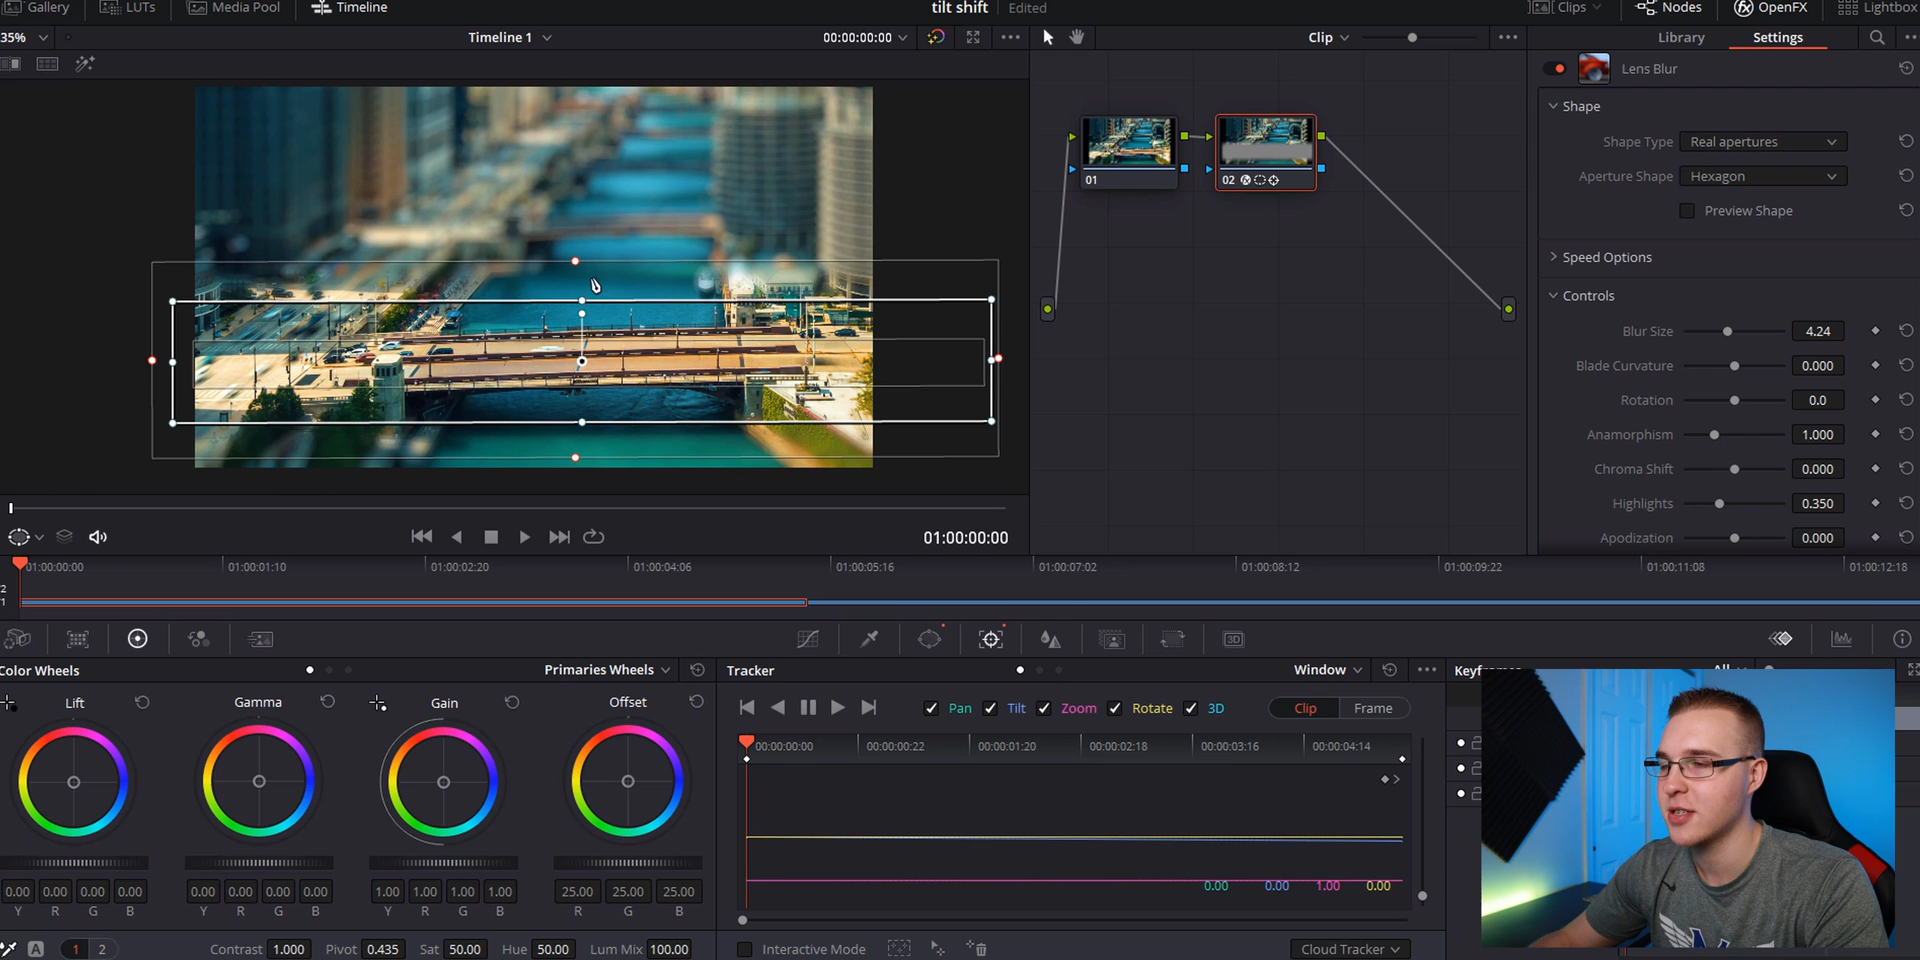 Gallery LUTs Media Pool Timeline tilt shift Edited Clips Nodes OpenFX Lightbox
35% Timeline 1 00:00:00:00 Clip Library Settings
Lens Blur
Shape
Shape Type Real apertures
Aperture Shape Hexagon
Preview Shape
Speed Options
Controls
Blur Size 4.24
Blade Curvature 0.000
Rotation 0.0
Anamorphism 1.000
Chroma Shift 0.000
Highlights 0.350
Apodization 0.000
01 02
01:00:00:00
01:00:00:00 01:00:01:10 01:00:02:20 01:00:04:06 01:00:05:16 01:00:07:02 01:00:08:12 01:00:09:22 01:00:11:08 01:00:12:18
3D
Color Wheels Primaries Wheels Tracker Window Keyframes All
Lift Gamma Gain Offset
Pan Tilt Zoom Rotate 3D Clip Frame
00:00:00:00 00:00:00:22 00:00:01:20 00:00:02:18 00:00:03:16 00:00:04:14
0.00 0.00 1.00 0.00
0.00 0.00 0.00 0.00 0.00 0.00 0.00 0.00 1.00 1.00 1.00 1.00 25.00 25.00 25.00
Y R G B Y R G B Y R G B R G B
A 1 2 Contrast 1.000 Pivot 0.435 Sat 50.00 Hue 50.00 Lum Mix 100.00 Interactive Mode Cloud Tracker